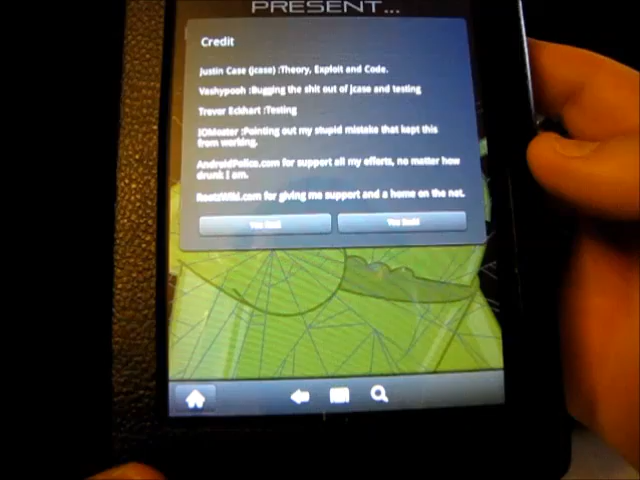 PRESENT...
Credit
Justin Case (jcase) :Theory, Exploit and Code.
Vashypooh :Bugging the shit out of jcase and testing
Trevor Eckhart :Testing
:Pointing out my stupid mistake that kept this
from working.
AndroidPolice.com for support all my efforts, no matter how
drunk I am.
RootzWiki.com for giving me support and a home on the net.